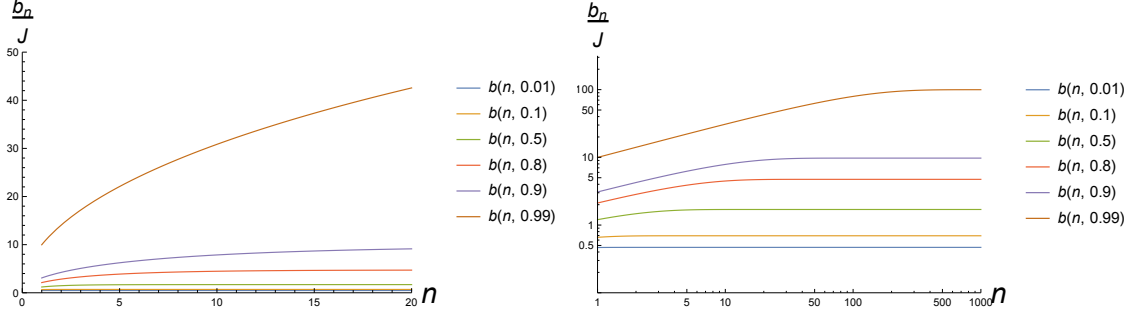 b_n
J
50
40
30
20
10
0
0 5 10 15 20
n
b(n, 0.01)
b(n, 0.1)
b(n, 0.5)
b(n, 0.8)
b(n, 0.9)
b(n, 0.99)
b_n
J
100
50
10
5
1
0.5
1 5 10 50 100 500 1000
n
b(n, 0.01)
b(n, 0.1)
b(n, 0.5)
b(n, 0.8)
b(n, 0.9)
b(n, 0.99)